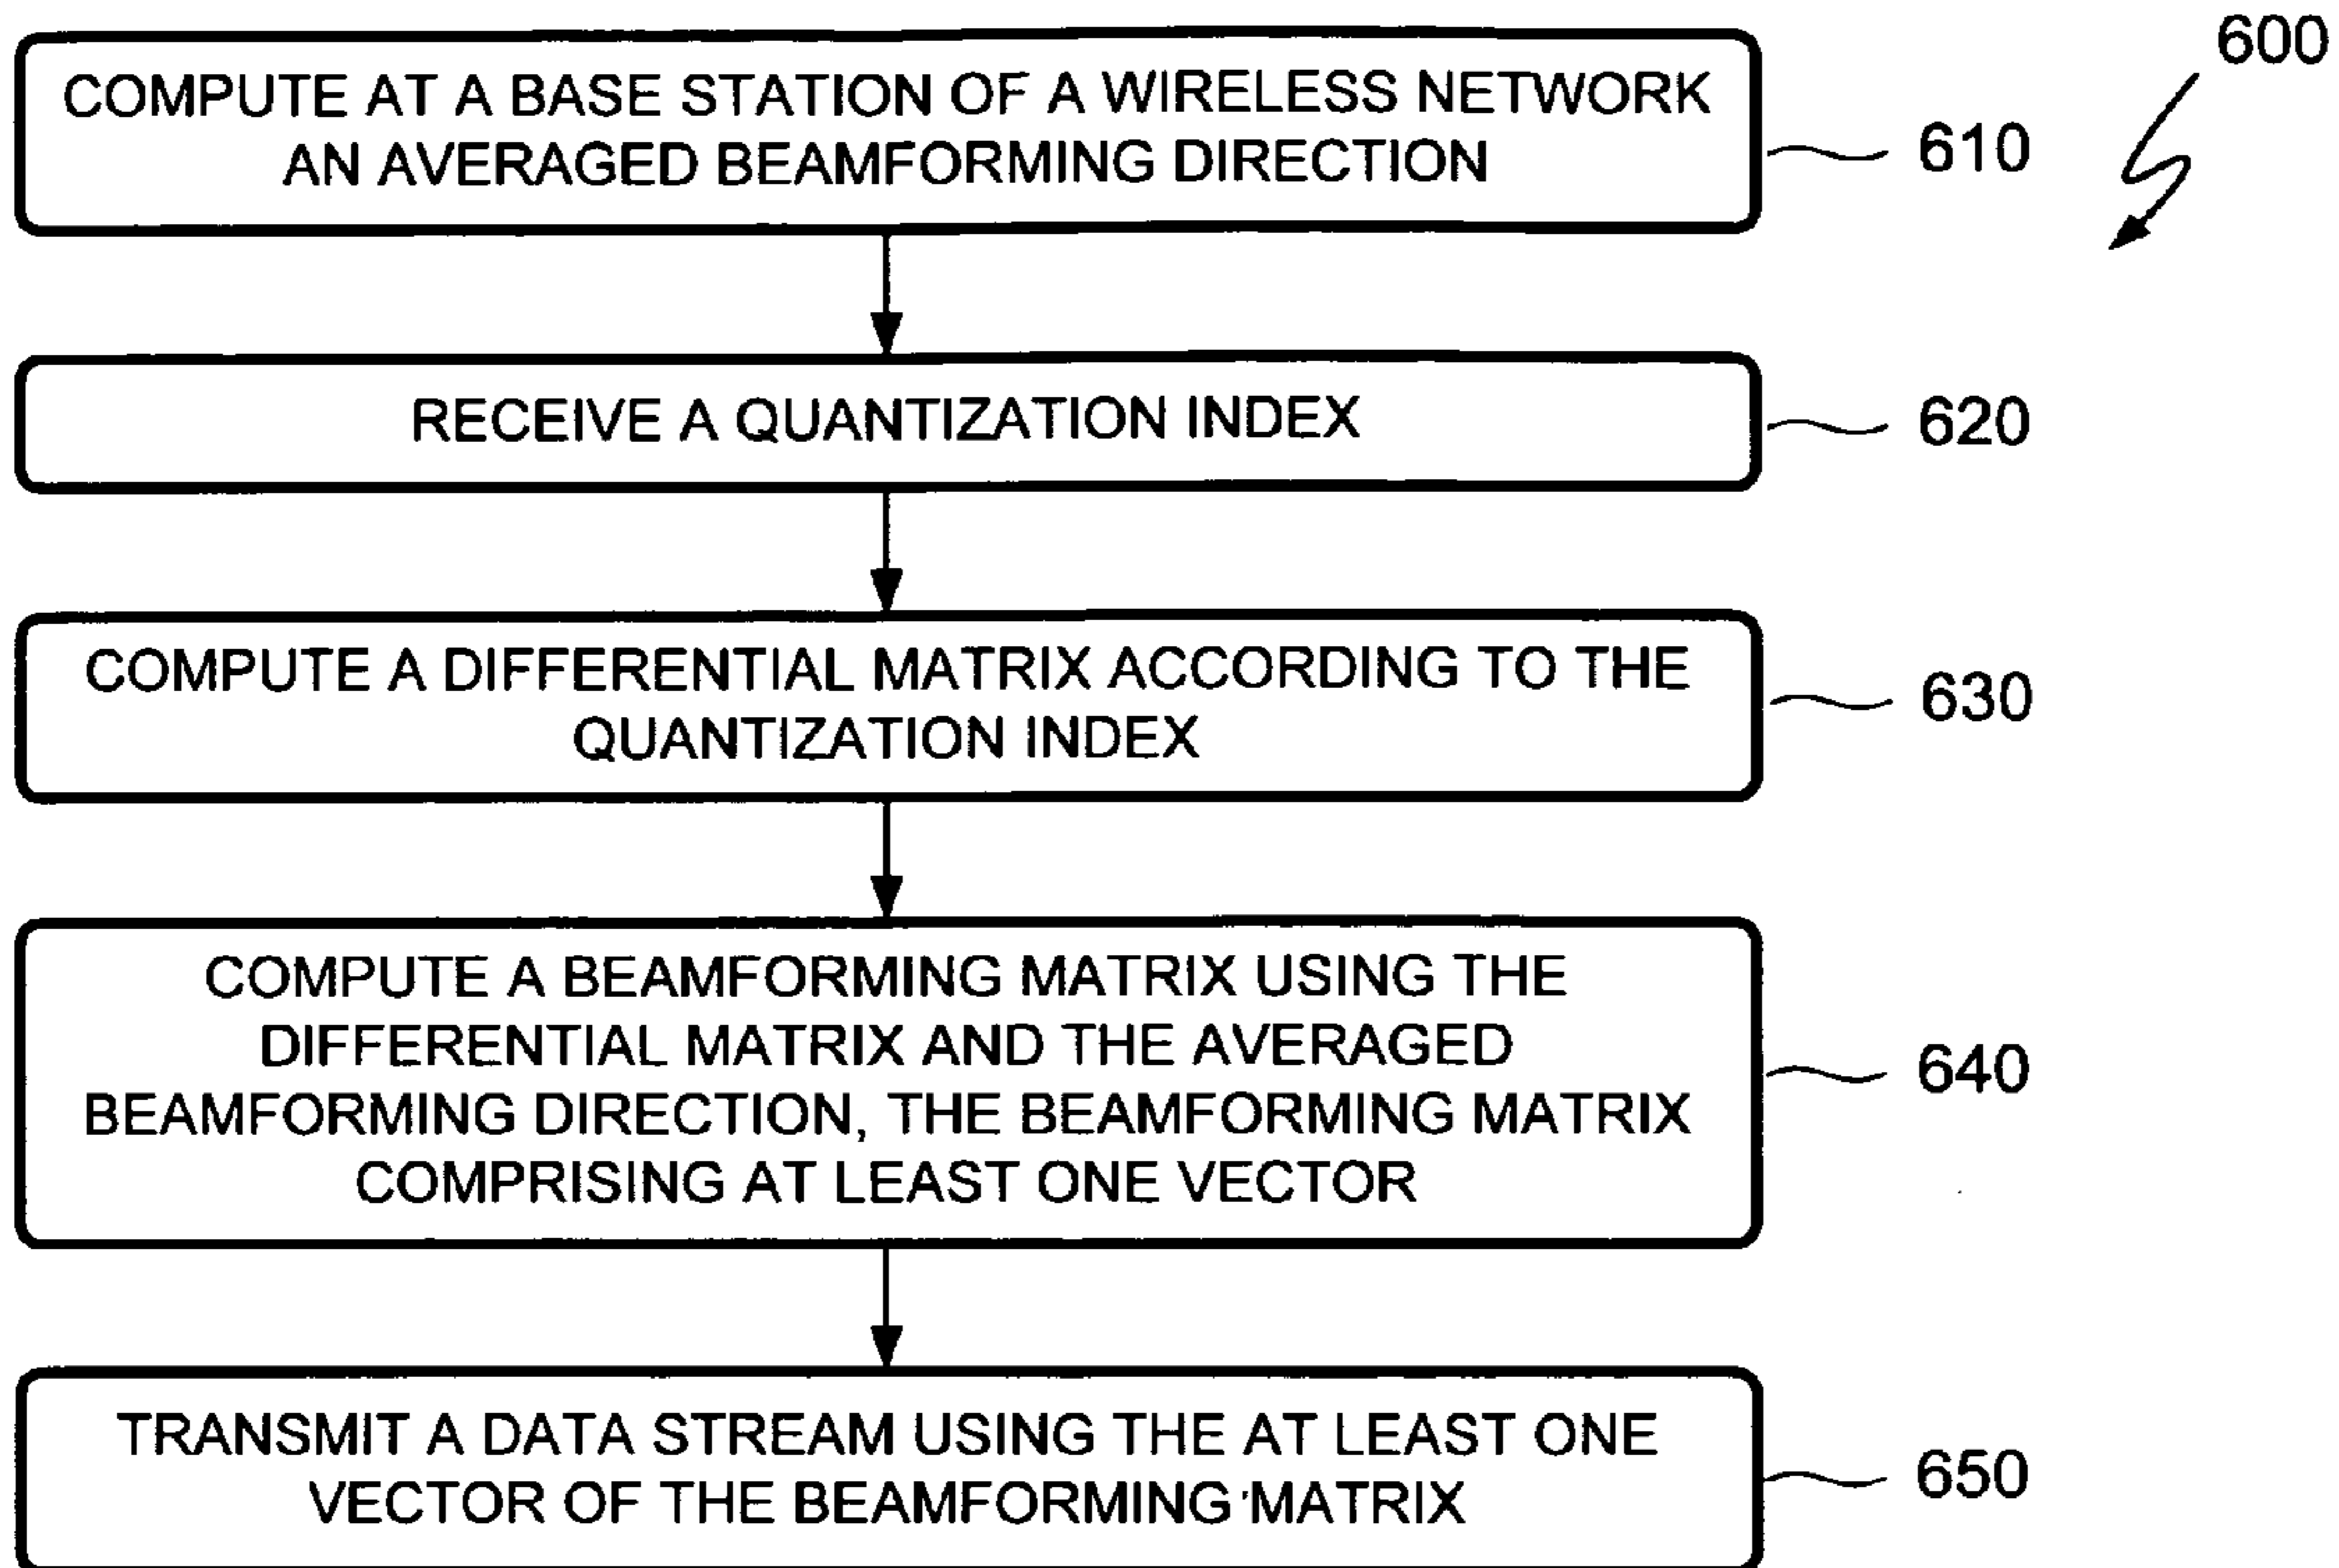 600
COMPUTE AT A BASE STATION OF A WIRELESS NETWORK
AN AVERAGED BEAMFORMING DIRECTION
610
RECEIVE A QUANTIZATION INDEX
620
COMPUTE A DIFFERENTIAL MATRIX ACCORDING TO THE
QUANTIZATION INDEX
630
COMPUTE A BEAMFORMING MATRIX USING THE
DIFFERENTIAL MATRIX AND THE AVERAGED
BEAMFORMING DIRECTION, THE BEAMFORMING MATRIX
COMPRISING AT LEAST ONE VECTOR
640
TRANSMIT A DATA STREAM USING THE AT LEAST ONE
VECTOR OF THE BEAMFORMING MATRIX
650